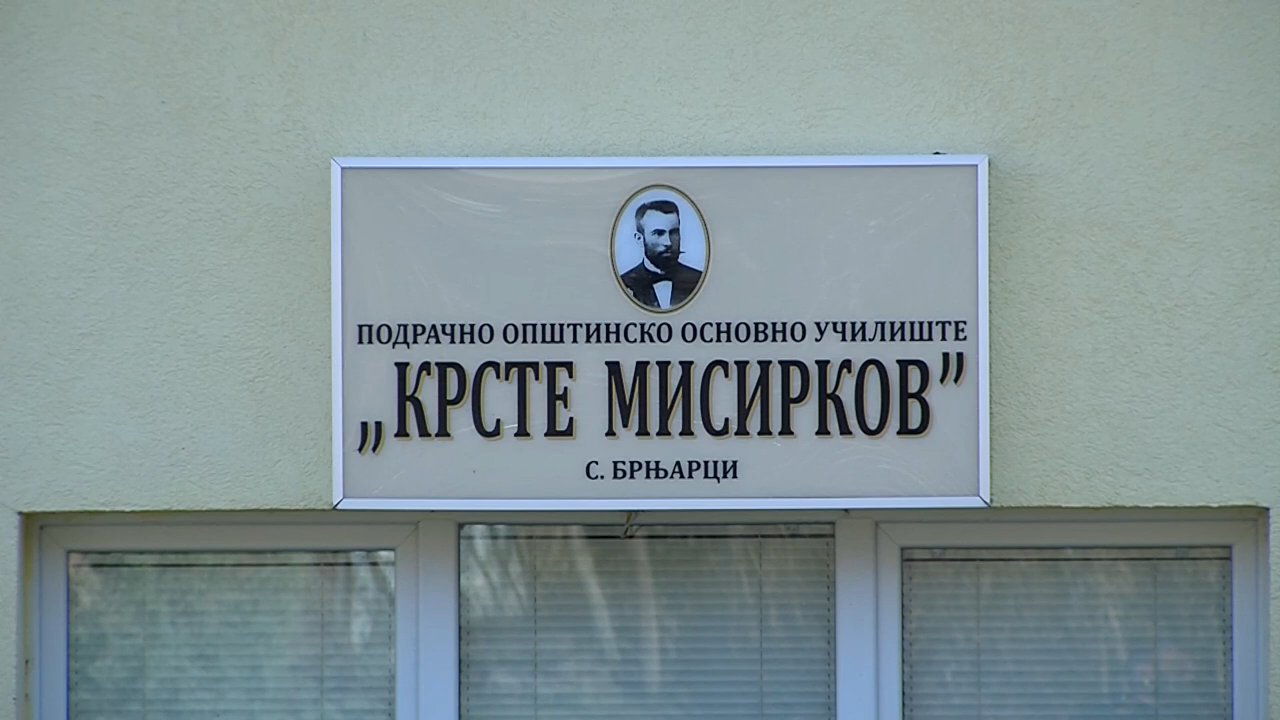 ПОДРАЧНО ОПШТИНСКО ОСНОВНО УЧИЛИШТЕ
„КРСТЕ МИСИРКОВ”
С. БРЊАРЦИ